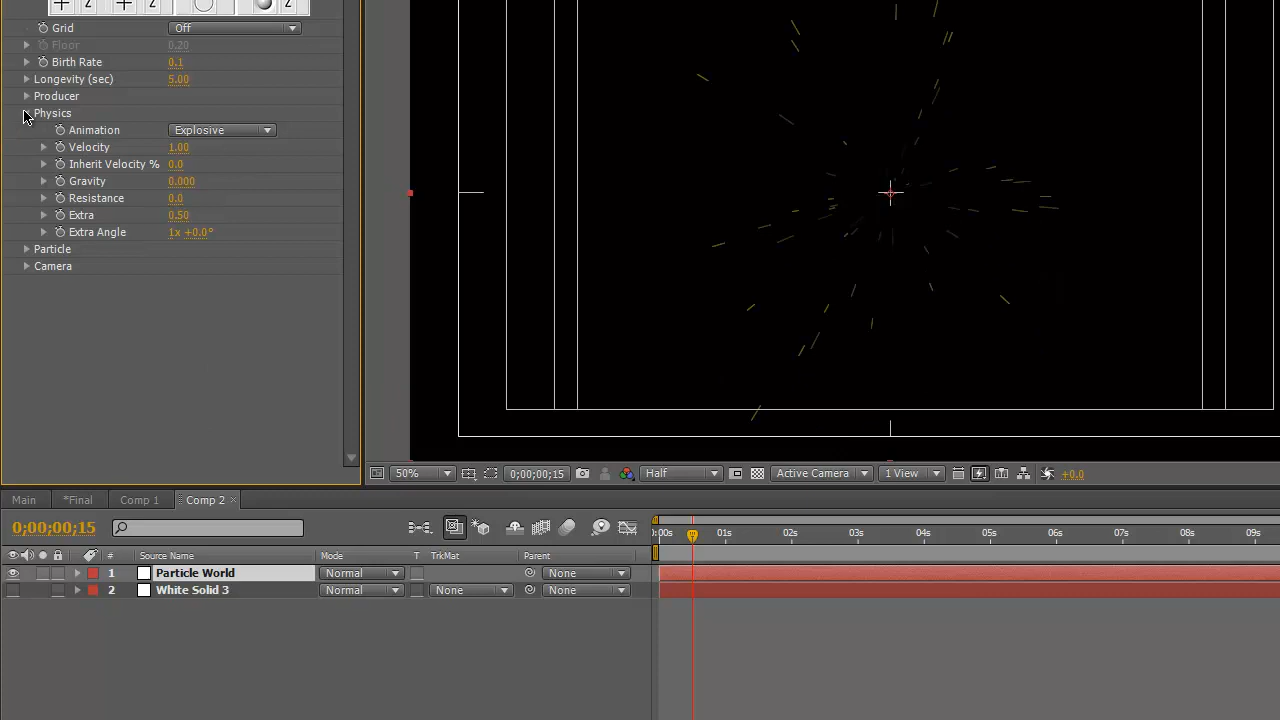 Grid Off
Floor 0.20
Birth Rate 0.1
Longevity (sec) 5.00
Producer
Physics
Animation Explosive
Velocity 1.00
Inherit Velocity % 0.0
Gravity 0.000
Resistance 0.0
Extra 0.50
Extra Angle 1x +0.0°
Particle
Camera
50% 0;00;00;15 Half Active Camera 1 View +0.0
Main *Final Comp 1 Comp 2 ×
0;00;00;15
:00s 01s 02s 03s 04s 05s 06s 07s 08s 09s
# Source Name Mode T TrkMat Parent
1 Particle World Normal None
2 White Solid 3 Normal None None